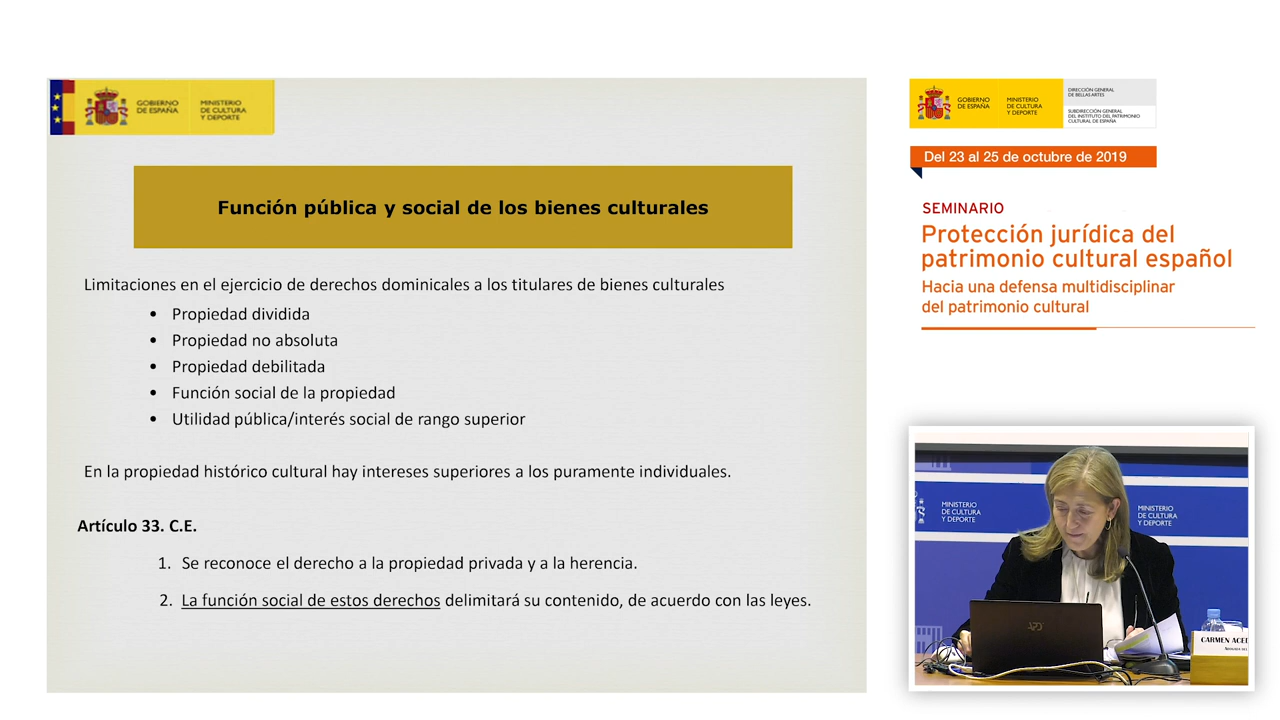 GOBIERNO
DE ESPAÑA
MINISTERIO
DE CULTURA
Y DEPORTE
Función pública y social de los bienes culturales
Limitaciones en el ejercicio de derechos dominicales a los titulares de bienes culturales
• Propiedad dividida
• Propiedad no absoluta
• Propiedad debilitada
• Función social de la propiedad
• Utilidad pública/interés social de rango superior
En la propiedad histórico cultural hay intereses superiores a los puramente individuales.
Artículo 33. C.E.
1. Se reconoce el derecho a la propiedad privada y a la herencia.
2. La función social de estos derechos delimitará su contenido, de acuerdo con las leyes.
GOBIERNO
DE ESPAÑA
MINISTERIO
DE CULTURA
Y DEPORTE
DIRECCIÓN GENERAL
DE BELLAS ARTES
SUBDIRECCIÓN GENERAL
DEL INSTITUTO DEL PATRIMONIO
CULTURAL DE ESPAÑA
Del 23 al 25 de octubre de 2019
SEMINARIO
Protección jurídica del
patrimonio cultural español
Hacia una defensa multidisciplinar
del patrimonio cultural
MINISTERIO
DE CULTURA
Y DEPORTE
MINISTERIO
DE CULTURA
Y DEPORTE
CARMEN